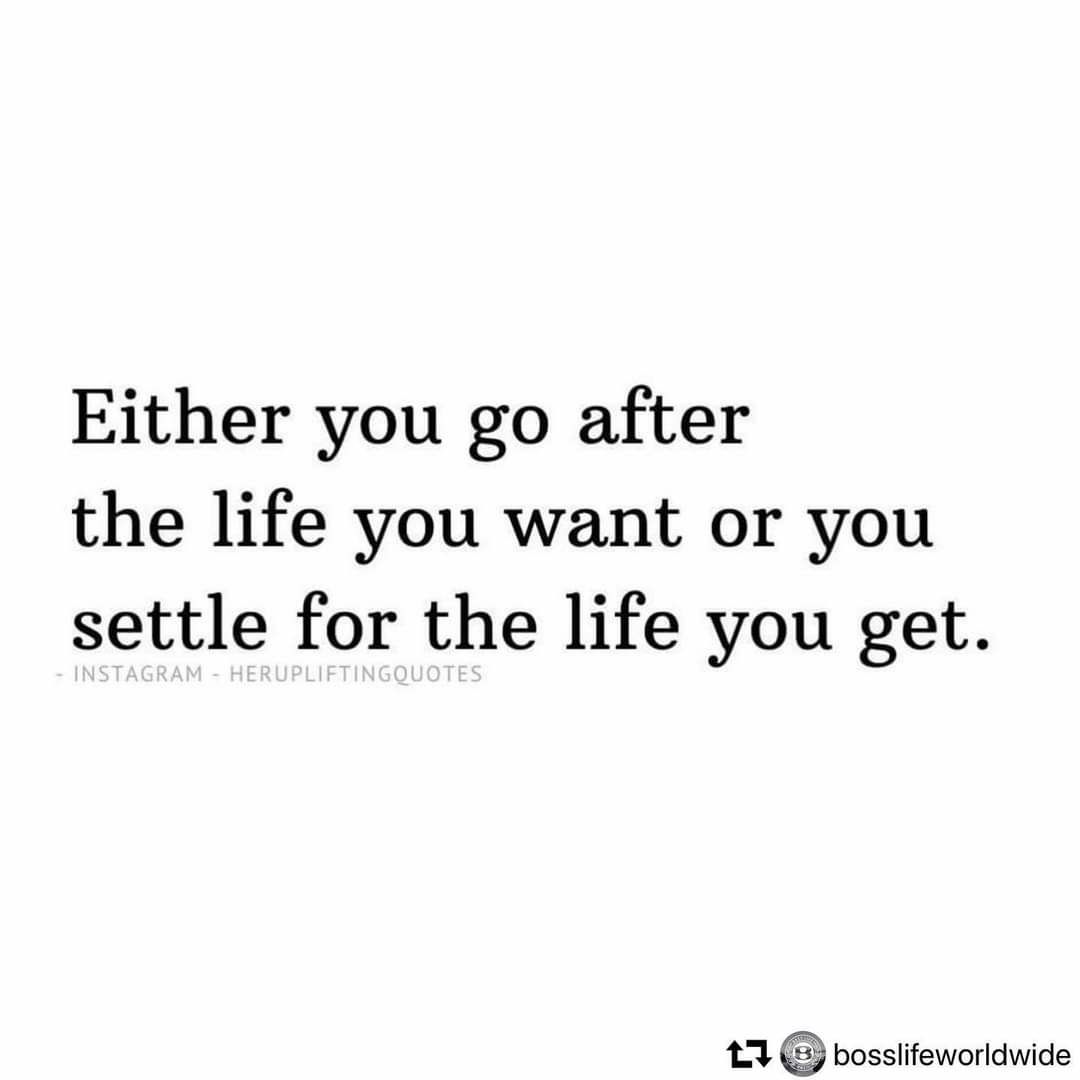 Either you go after
the life you want or you
settle for the life you get.
- INSTAGRAM - HERUPLIFTINGQUOTES
bosslifeworldwide